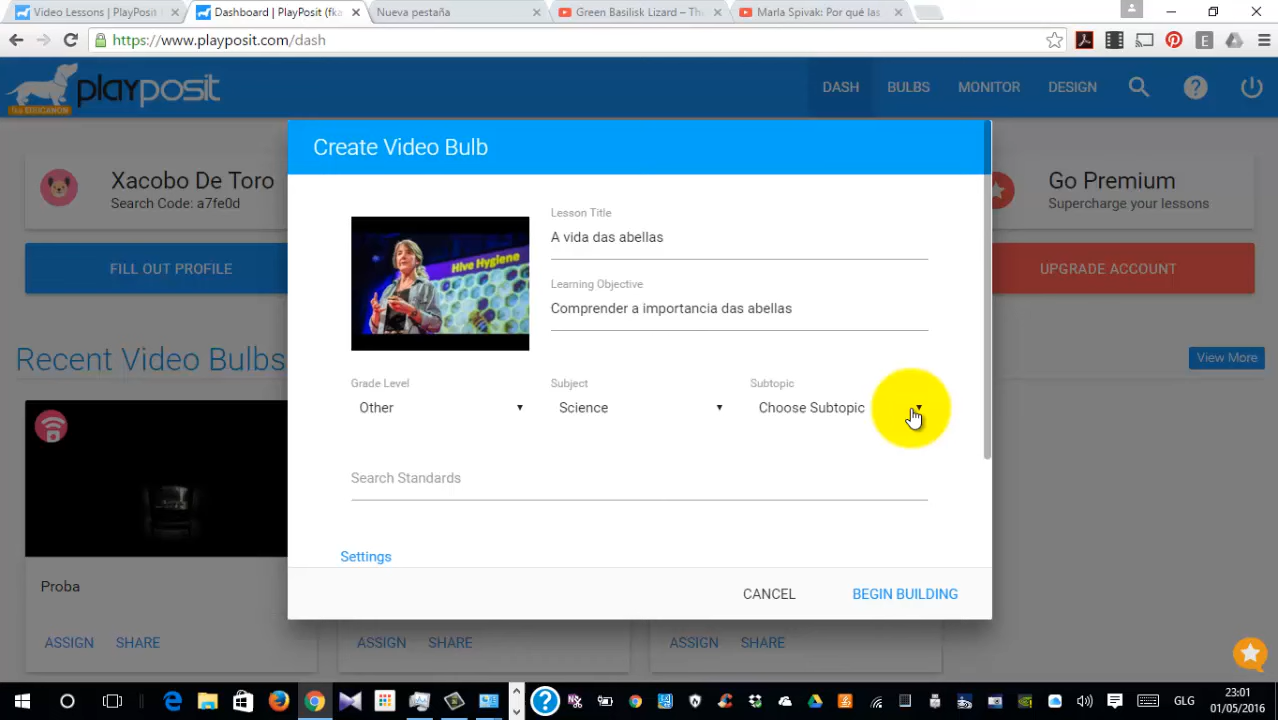 Video Lessons | PlayPosit (
Dashboard | PlayPosit (fka
Nueva pestaña
Green Basilisk Lizard – Th
Marla Spivak: Por qué las
https://www.playposit.com/dash
playposit
fka EDUCANON
DASH
BULBS
MONITOR
DESIGN
Create Video Bulb
Xacobo De Toro
Search Code: a7fe0d
Go Premium
Supercharge your lessons
FILL OUT PROFILE
UPGRADE ACCOUNT
Hive Hygiene
Lesson Title
A vida das abellas
Learning Objective
Comprender a importancia das abellas
Recent Video Bulbs
View More
Grade Level
Subject
Subtopic
Other
Science
Choose Subtopic
Search Standards
Settings
Proba
CANCEL
BEGIN BUILDING
ASSIGN
SHARE
ASSIGN
SHARE
ASSIGN
SHARE
GLG
23:01
01/05/2016